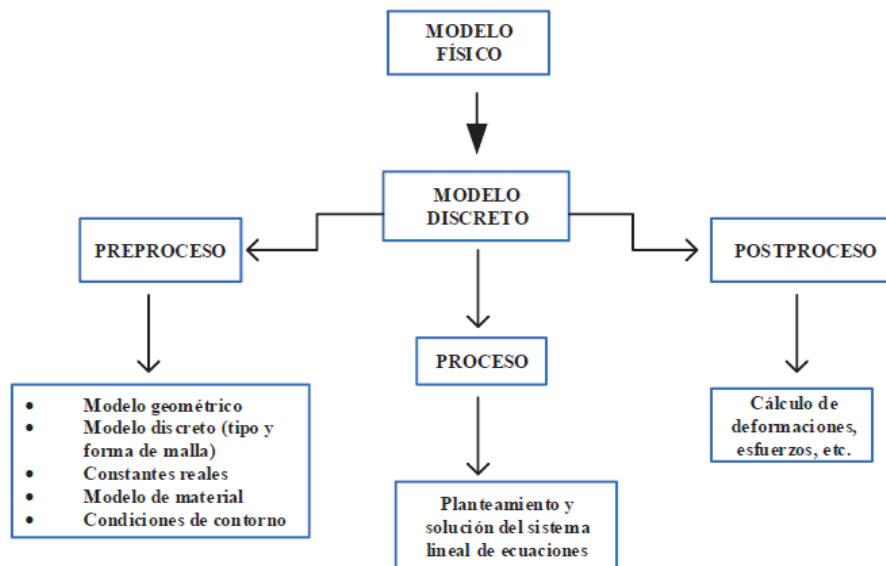 MODELO
FÍSICO
MODELO
DISCRETO
PREPROCESO
POSTPROCESO
PROCESO
• Modelo geométrico
• Modelo discreto (tipo y
forma de malla)
• Constantes reales
• Modelo de material
• Condiciones de contorno
Cálculo de
deformaciones,
esfuerzos, etc.
Planteamiento y
solución del sistema
lineal de ecuaciones